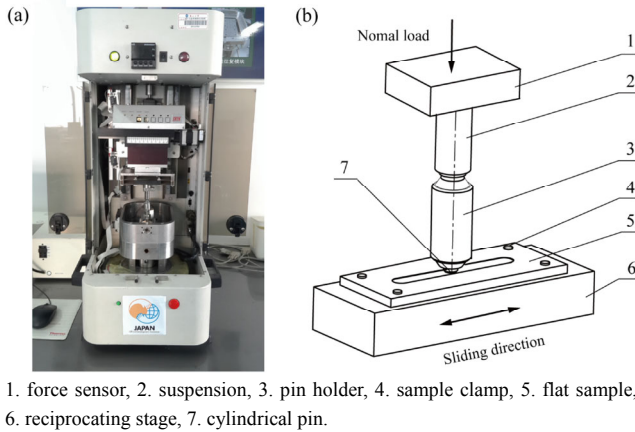 (a)
(b)
Nomal load
1
2
3
4
5
6
7
Sliding direction
JAPAN
1. force sensor, 2. suspension, 3. pin holder, 4. sample clamp, 5. flat sample,
6. reciprocating stage, 7. cylindrical pin.